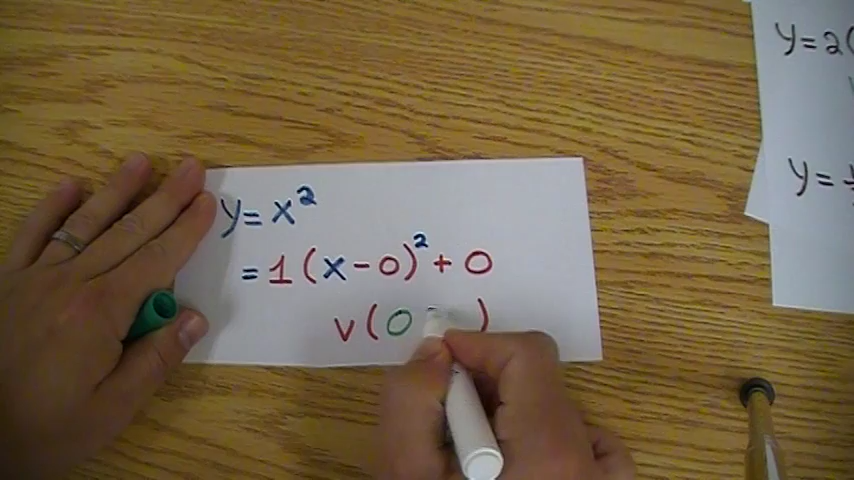 y = x²
= 1(x - 0)² + 0
v(0 )
y = 2(
y =